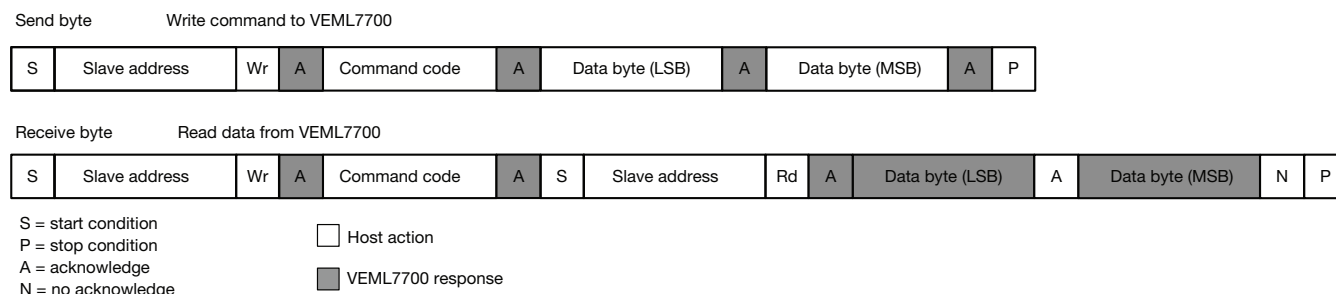 Send byte Write command to VEML7700
S Slave address Wr A Command code A Data byte (LSB) A Data byte (MSB) A P
Receive byte Read data from VEML7700
S Slave address Wr A Command code A S Slave address Rd A Data byte (LSB) A Data byte (MSB) N P
S = start condition
P = stop condition
A = acknowledge
N = no acknowledge
Host action
VEML7700 response